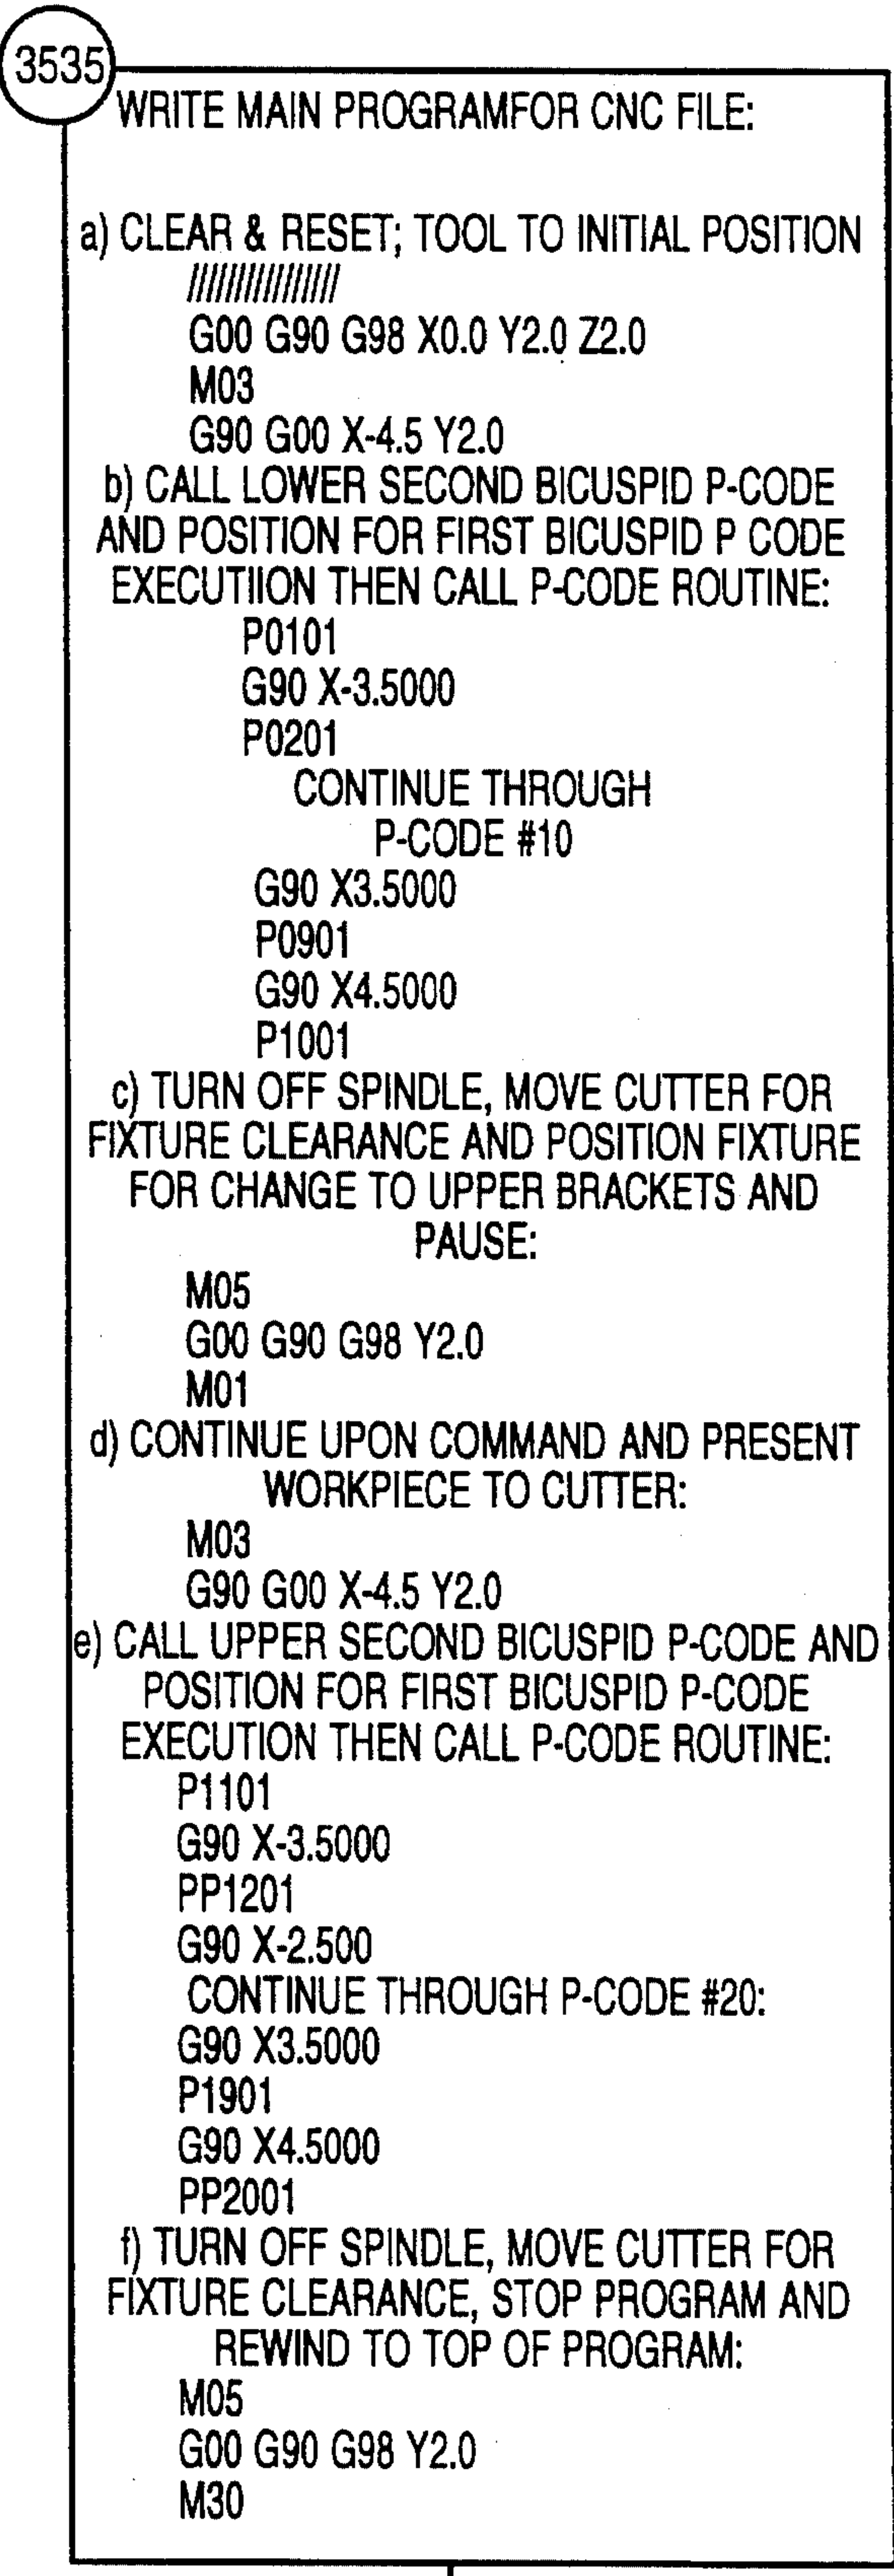 3535
WRITE MAIN PROGRAMFOR CNC FILE:
a) CLEAR & RESET; TOOL TO INITIAL POSITION
////////////////
G00 G90 G98 X0.0 Y2.0 Z2.0
M03
G90 G00 X-4.5 Y2.0
b) CALL LOWER SECOND BICUSPID P-CODE
AND POSITION FOR FIRST BICUSPID P CODE
EXECUTIION THEN CALL P-CODE ROUTINE:
P0101
G90 X-3.5000
P0201
CONTINUE THROUGH
P-CODE #10
G90 X3.5000
P0901
G90 X4.5000
P1001
c) TURN OFF SPINDLE, MOVE CUTTER FOR
FIXTURE CLEARANCE AND POSITION FIXTURE
FOR CHANGE TO UPPER BRACKETS AND
PAUSE:
M05
G00 G90 G98 Y2.0
M01
d) CONTINUE UPON COMMAND AND PRESENT
WORKPIECE TO CUTTER:
M03
G90 G00 X-4.5 Y2.0
e) CALL UPPER SECOND BICUSPID P-CODE AND
POSITION FOR FIRST BICUSPID P-CODE
EXECUTION THEN CALL P-CODE ROUTINE:
P1101
G90 X-3.5000
PP1201
G90 X-2.500
CONTINUE THROUGH P-CODE #20:
G90 X3.5000
P1901
G90 X4.5000
PP2001
f) TURN OFF SPINDLE, MOVE CUTTER FOR
FIXTURE CLEARANCE, STOP PROGRAM AND
REWIND TO TOP OF PROGRAM:
M05
G00 G90 G98 Y2.0
M30